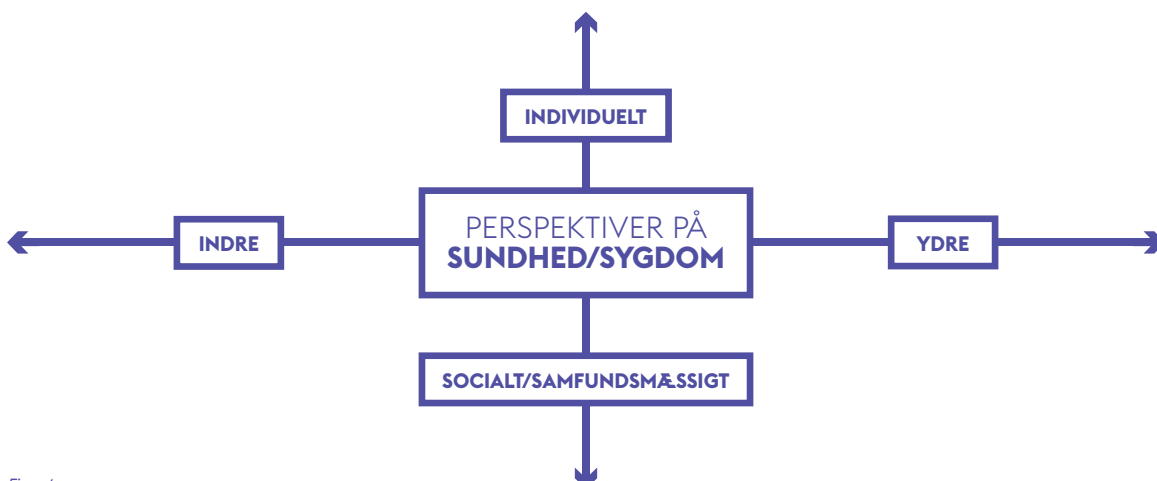 INDIVIDUELT
PERSPEKTIVER PÅ
SUNDHED/SYGDOM
INDRE
YDRE
SOCIALT/SAMFUNDSMÆSSIGT